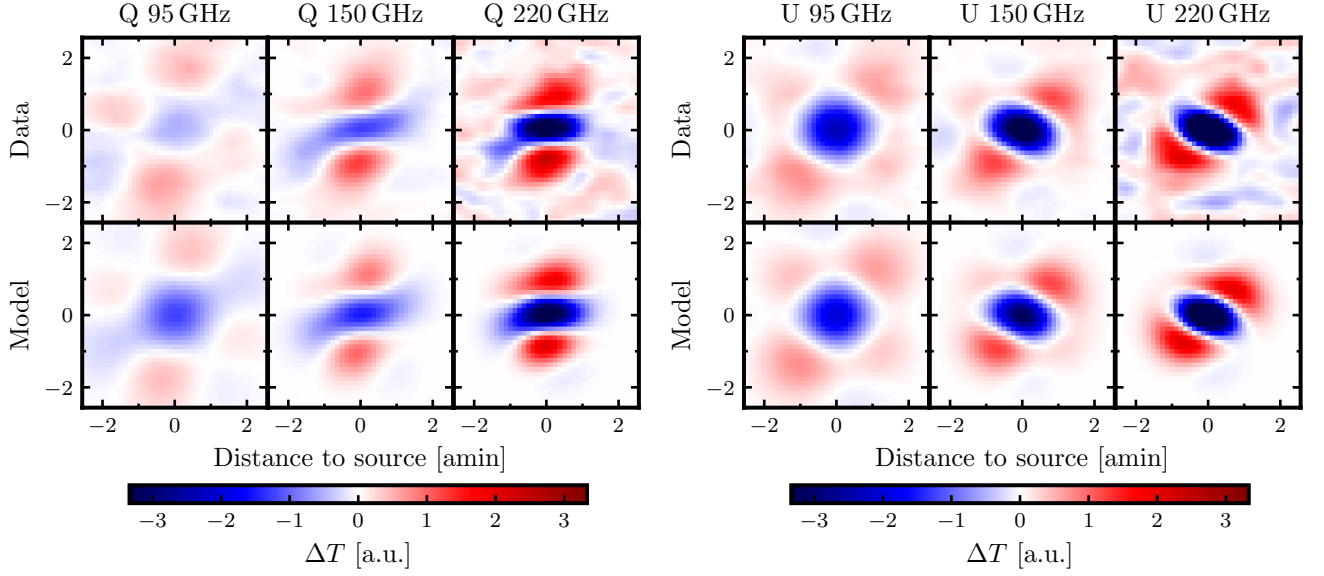 Q 95 GHz Q 150 GHz Q 220 GHz U 95 GHz U 150 GHz U 220 GHz
2 2
Data 0 Data 0
−2 −2
2 2
Model 0 Model 0
−2 −2
−2 0 2 −2 0 2 −2 0 2 −2 0 2 −2 0 2 −2 0 2
Distance to source [amin] Distance to source [amin]
−3 −2 −1 0 1 2 3 −3 −2 −1 0 1 2 3
ΔT [a.u.] ΔT [a.u.]